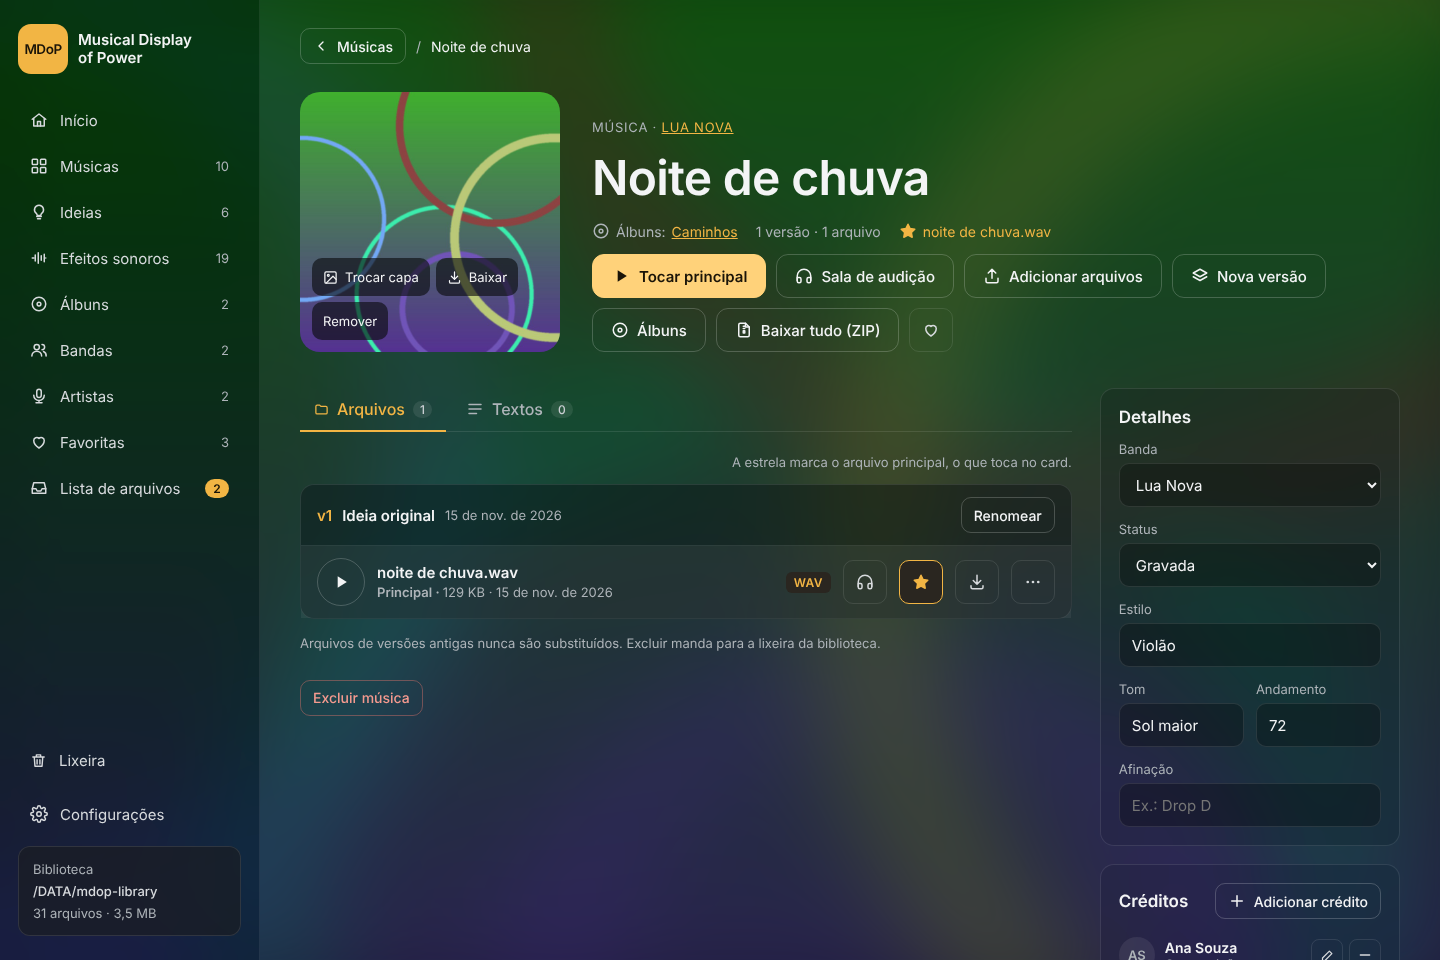 MDoP
Musical Display
of Power
Início
Músicas 10
Ideias 6
Efeitos sonoros 19
Álbuns 2
Bandas 2
Artistas 2
Favoritas 3
Lista de arquivos 2
Lixeira
Configurações
Biblioteca
/DATA/mdop-library
31 arquivos · 3,5 MB
Músicas / Noite de chuva
Trocar capa Baixar
Remover
MÚSICA · LUA NOVA
Noite de chuva
Álbuns: Caminhos 1 versão · 1 arquivo noite de chuva.wav
Tocar principal Sala de audição Adicionar arquivos Nova versão
Álbuns Baixar tudo (ZIP)
Arquivos 1 Textos 0
A estrela marca o arquivo principal, o que toca no card.
v1 Ideia original 15 de nov. de 2026 Renomear
noite de chuva.wav
Principal · 129 KB · 15 de nov. de 2026
WAV
Arquivos de versões antigas nunca são substituídos. Excluir manda para a lixeira da biblioteca.
Excluir música
Detalhes
Banda
Lua Nova
Status
Gravada
Estilo
Violão
Tom Andamento
Sol maior 72
Afinação
Ex.: Drop D
Créditos Adicionar crédito
AS Ana Souza